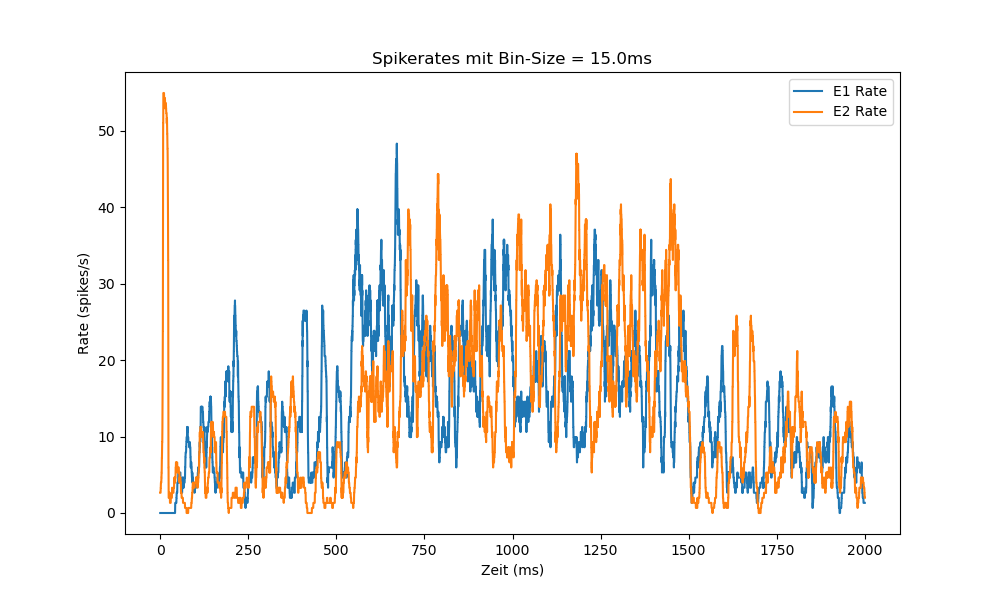 Spikerates mit Bin-Size = 15.0ms
E1 Rate
E2 Rate
Rate (spikes/s)
50
40
30
20
10
0
0 250 500 750 1000 1250 1500 1750 2000
Zeit (ms)